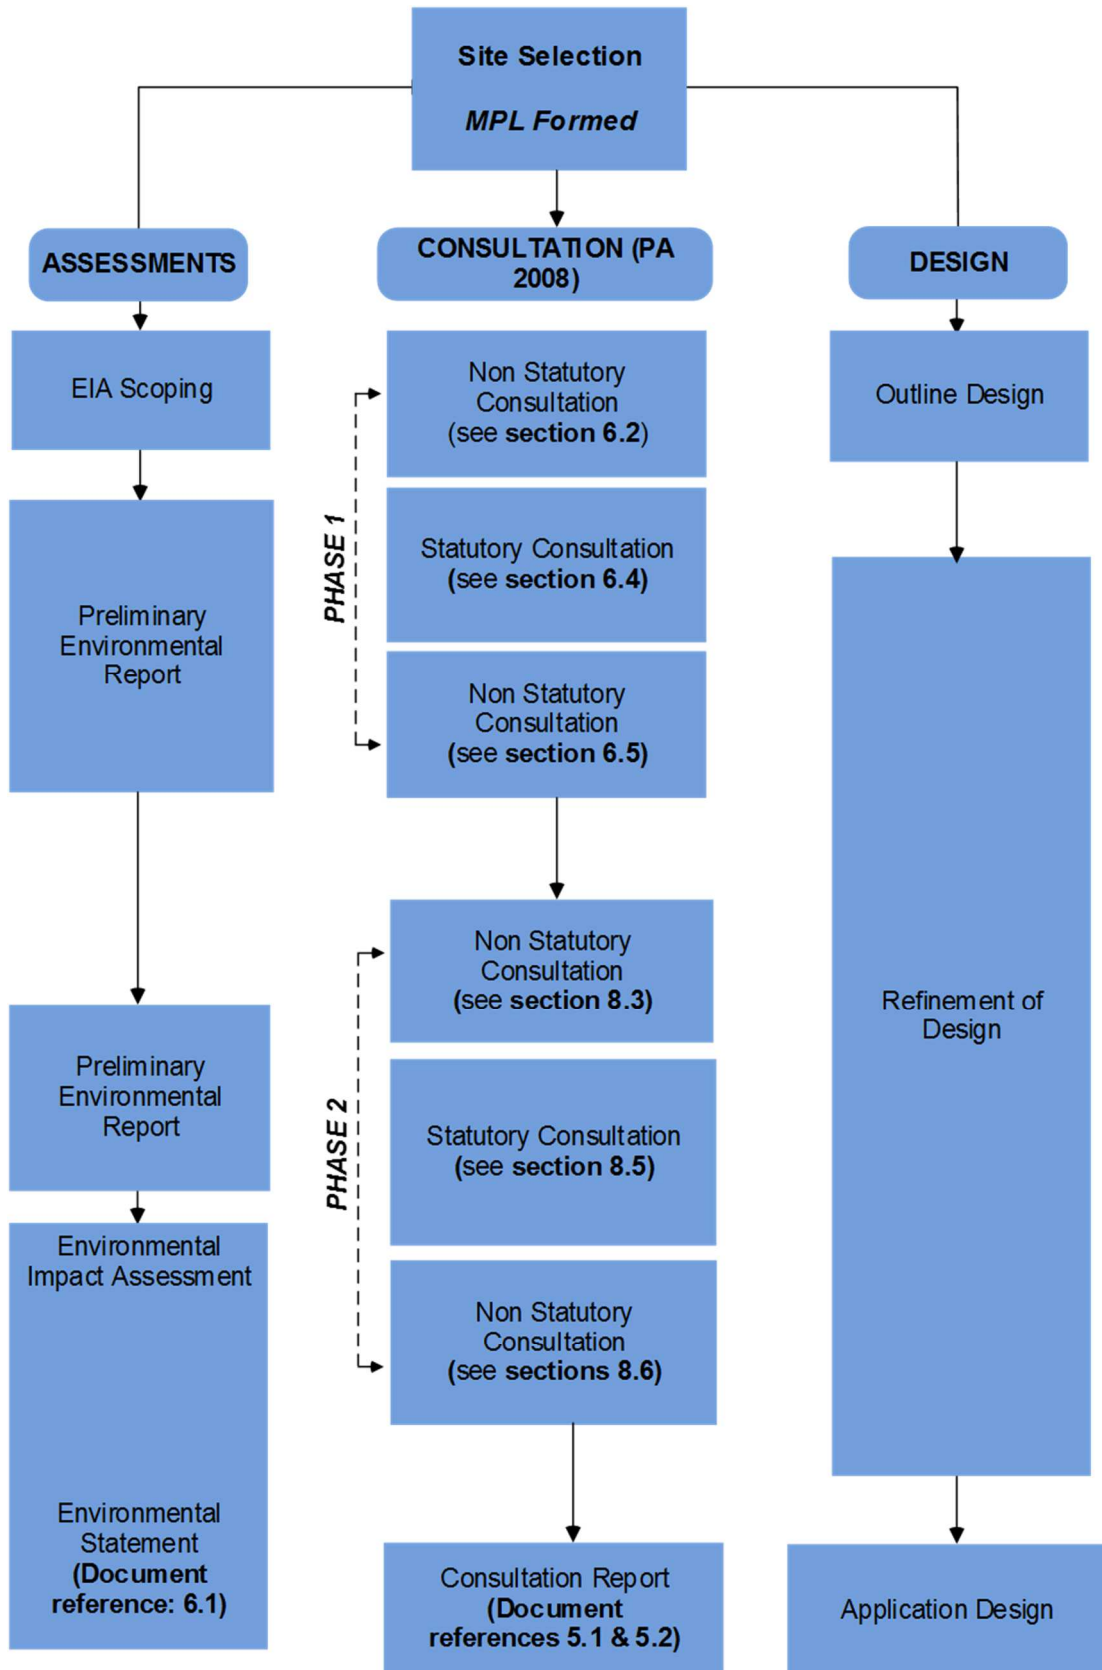 Site Selection
MPL Formed
ASSESSMENTS
EIA Scoping
Preliminary
Environmental
Report
Preliminary
Environmental
Report
Environmental
Impact Assessment
Environmental
Statement
(Document
reference: 6.1)
CONSULTATION (PA
2008)
PHASE 1
Non Statutory
Consultation
(see section 6.2)
Statutory Consultation
(see section 6.4)
Non Statutory
Consultation
(see section 6.5)
PHASE 2
Non Statutory
Consultation
(see section 8.3)
Statutory Consultation
(see section 8.5)
Non Statutory
Consultation
(see sections 8.6)
Consultation Report
(Document
references 5.1 & 5.2)
DESIGN
Outline Design
Refinement of
Design
Application Design